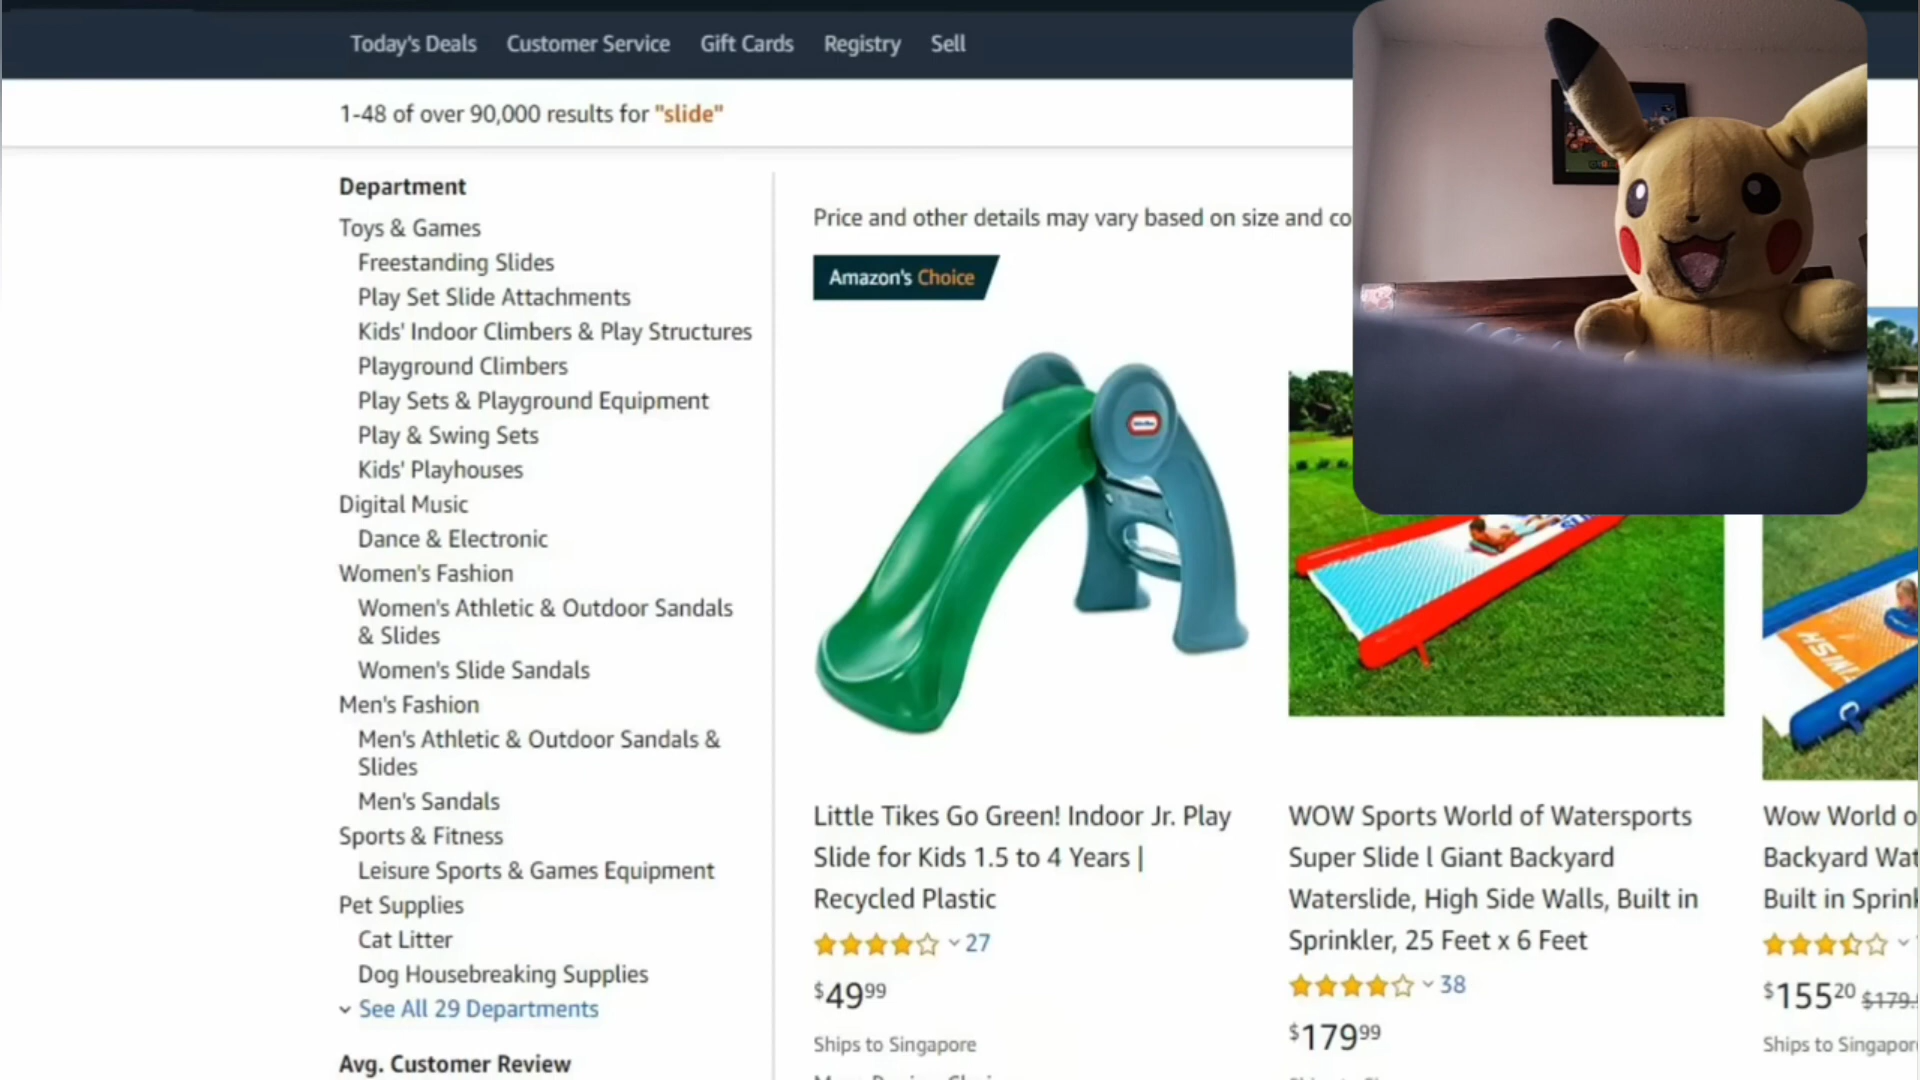 Today's Deals Customer Service Gift Cards Registry Sell
1-48 of over 90,000 results for "slide"
Department
Toys & Games
Freestanding Slides
Play Set Slide Attachments
Kids' Indoor Climbers & Play Structures
Playground Climbers
Play Sets & Playground Equipment
Play & Swing Sets
Kids' Playhouses
Digital Music
Dance & Electronic
Women's Fashion
Women's Athletic & Outdoor Sandals
& Slides
Women's Slide Sandals
Men's Fashion
Men's Athletic & Outdoor Sandals &
Slides
Men's Sandals
Sports & Fitness
Leisure Sports & Games Equipment
Pet Supplies
Cat Litter
Dog Housebreaking Supplies
See All 29 Departments
Avg. Customer Review
Price and other details may vary based on size and co
Amazon's Choice
Little Tikes Go Green! Indoor Jr. Play
Slide for Kids 1.5 to 4 Years |
Recycled Plastic
27
$49 99
Ships to Singapore
WOW Sports World of Watersports
Super Slide l Giant Backyard
Waterslide, High Side Walls, Built in
Sprinkler, 25 Feet x 6 Feet
38
$179 99
Wow World o
Backyard Wat
Built in Sprink
$155 20 $179.
Ships to Singapor